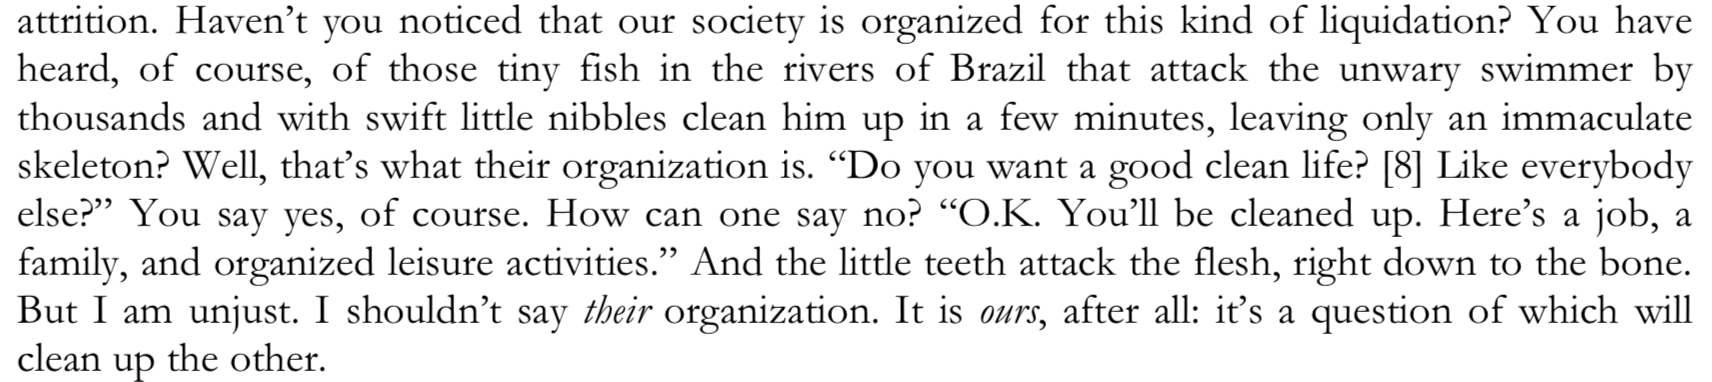 attrition. Haven’t you noticed that our society is organized for this kind of liquidation? You have
heard, of course, of those tiny fish in the rivers of Brazil that attack the unwary swimmer by
thousands and with swift little nibbles clean him up in a few minutes, leaving only an immaculate
skeleton? Well, that’s what their organization is. “Do you want a good clean life? [8] Like everybody
else?” You say yes, of course. How can one say no? “O.K. You’ll be cleaned up. Here’s a job, a
family, and organized leisure activities.” And the little teeth attack the flesh, right down to the bone.
But I am unjust. I shouldn’t say their organization. It is ours, after all: it’s a question of which will
clean up the other.